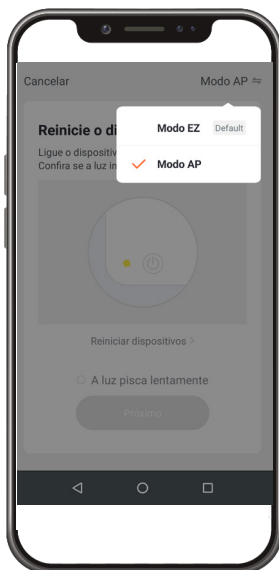 Cancelar
Modo AP
Reinicie o di
Modo EZ Default
Ligue o dispositiv
Modo AP
Confira se a luz in
Reiniciar dispositivos >
A luz pisca lentamente
Próximo